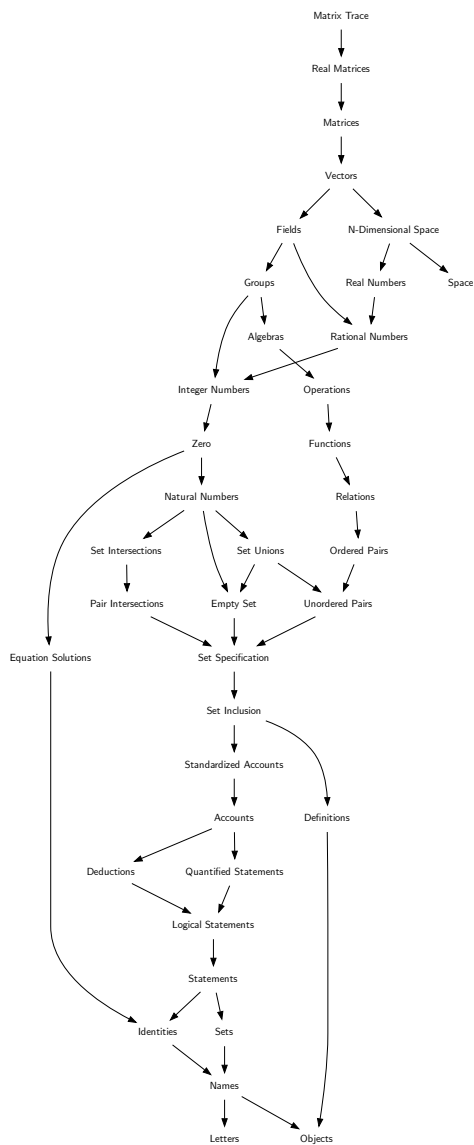 Matrix Trace
Real Matrices
Matrices
Vectors
Fields
N-Dimensional Space
Groups
Real Numbers
Space
Algebras
Rational Numbers
Integer Numbers
Operations
Zero
Functions
Natural Numbers
Relations
Set Intersections
Set Unions
Ordered Pairs
Pair Intersections
Empty Set
Unordered Pairs
Equation Solutions
Set Specification
Set Inclusion
Standardized Accounts
Accounts
Definitions
Deductions
Quantified Statements
Logical Statements
Statements
Identities
Sets
Names
Letters
Objects